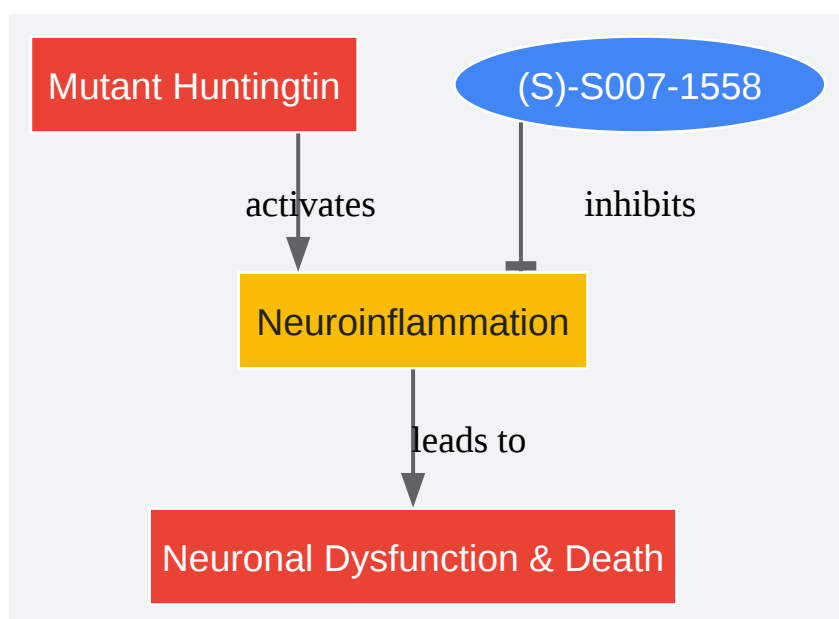 Mutant Huntingtin
(S)-S007-1558
activates
inhibits
Neuroinflammation
leads to
Neuronal Dysfunction & Death